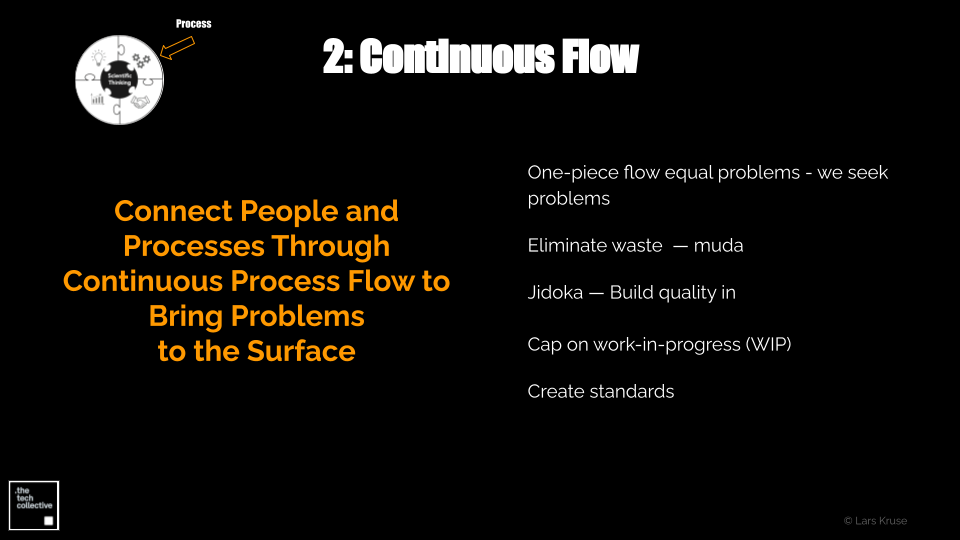 Process
2: Continuous Flow
Scientific
Thinking
Connect People and
Processes Through
Continuous Process Flow to
Bring Problems
to the Surface
One-piece flow equal problems - we seek
problems
Eliminate waste — muda
Jidoka — Build quality in
Cap on work-in-progress (WIP)
Create standards
.the
tech
collective
© Lars Kruse